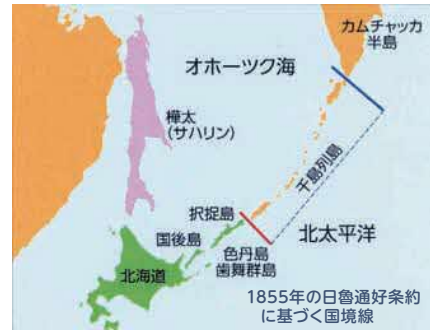 カムチャッカ
半島
オホーツク海
樺太
(サハリン)
千島列島
択捉島
国後島
北太平洋
色丹島
歯舞群島
北海道
1855年の日魯通好条約
に基づく国境線